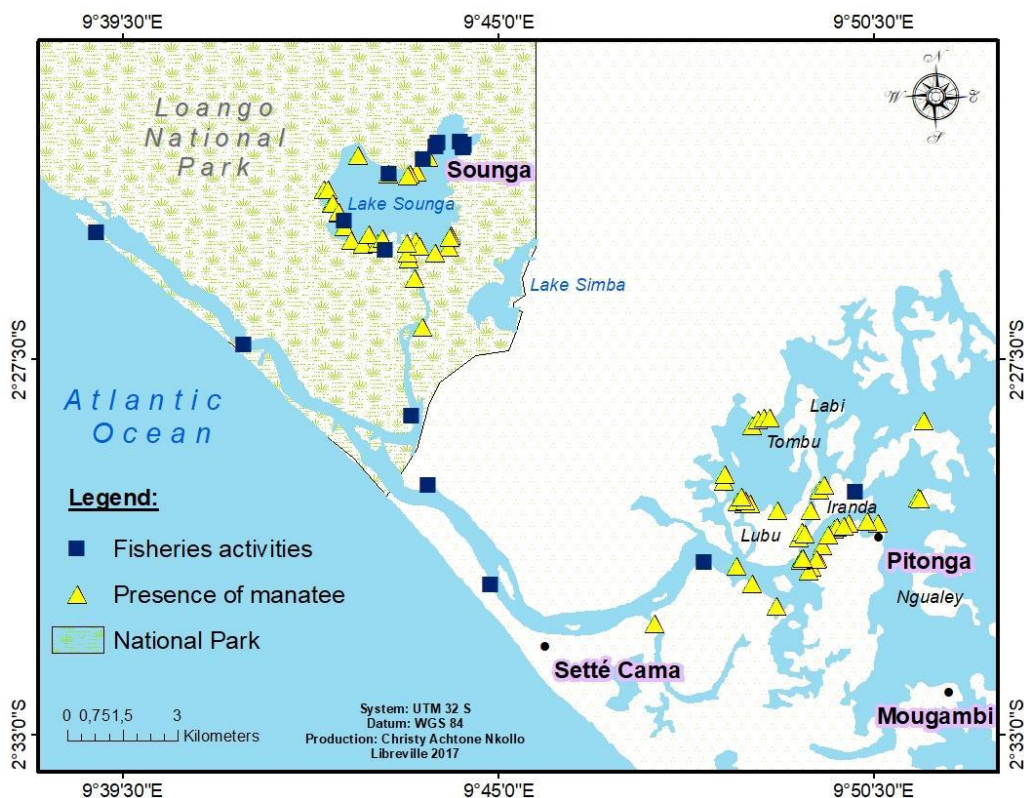 9°39'30"E
9°45'0"E
9°50'30"E
N
W
E
S
Loango
National
Park
Sounga
Lake Sounga
Lake Simba
2°27'30"S
2°27'30"S
Atlantic
Ocean
Labi
Tombu
Iranda
Lubu
Pitonga
Ngualey
Legend:
Fisheries activities
Presence of manatee
National Park
Setté Cama
Mougambi
0 0,751,5 3
Kilometers
System: UTM 32 S
Datum: WGS 84
Production: Christy Achtone Nkollo
Libreville 2017
2°33'0"S
2°33'0"S
9°39'30"E
9°45'0"E
9°50'30"E